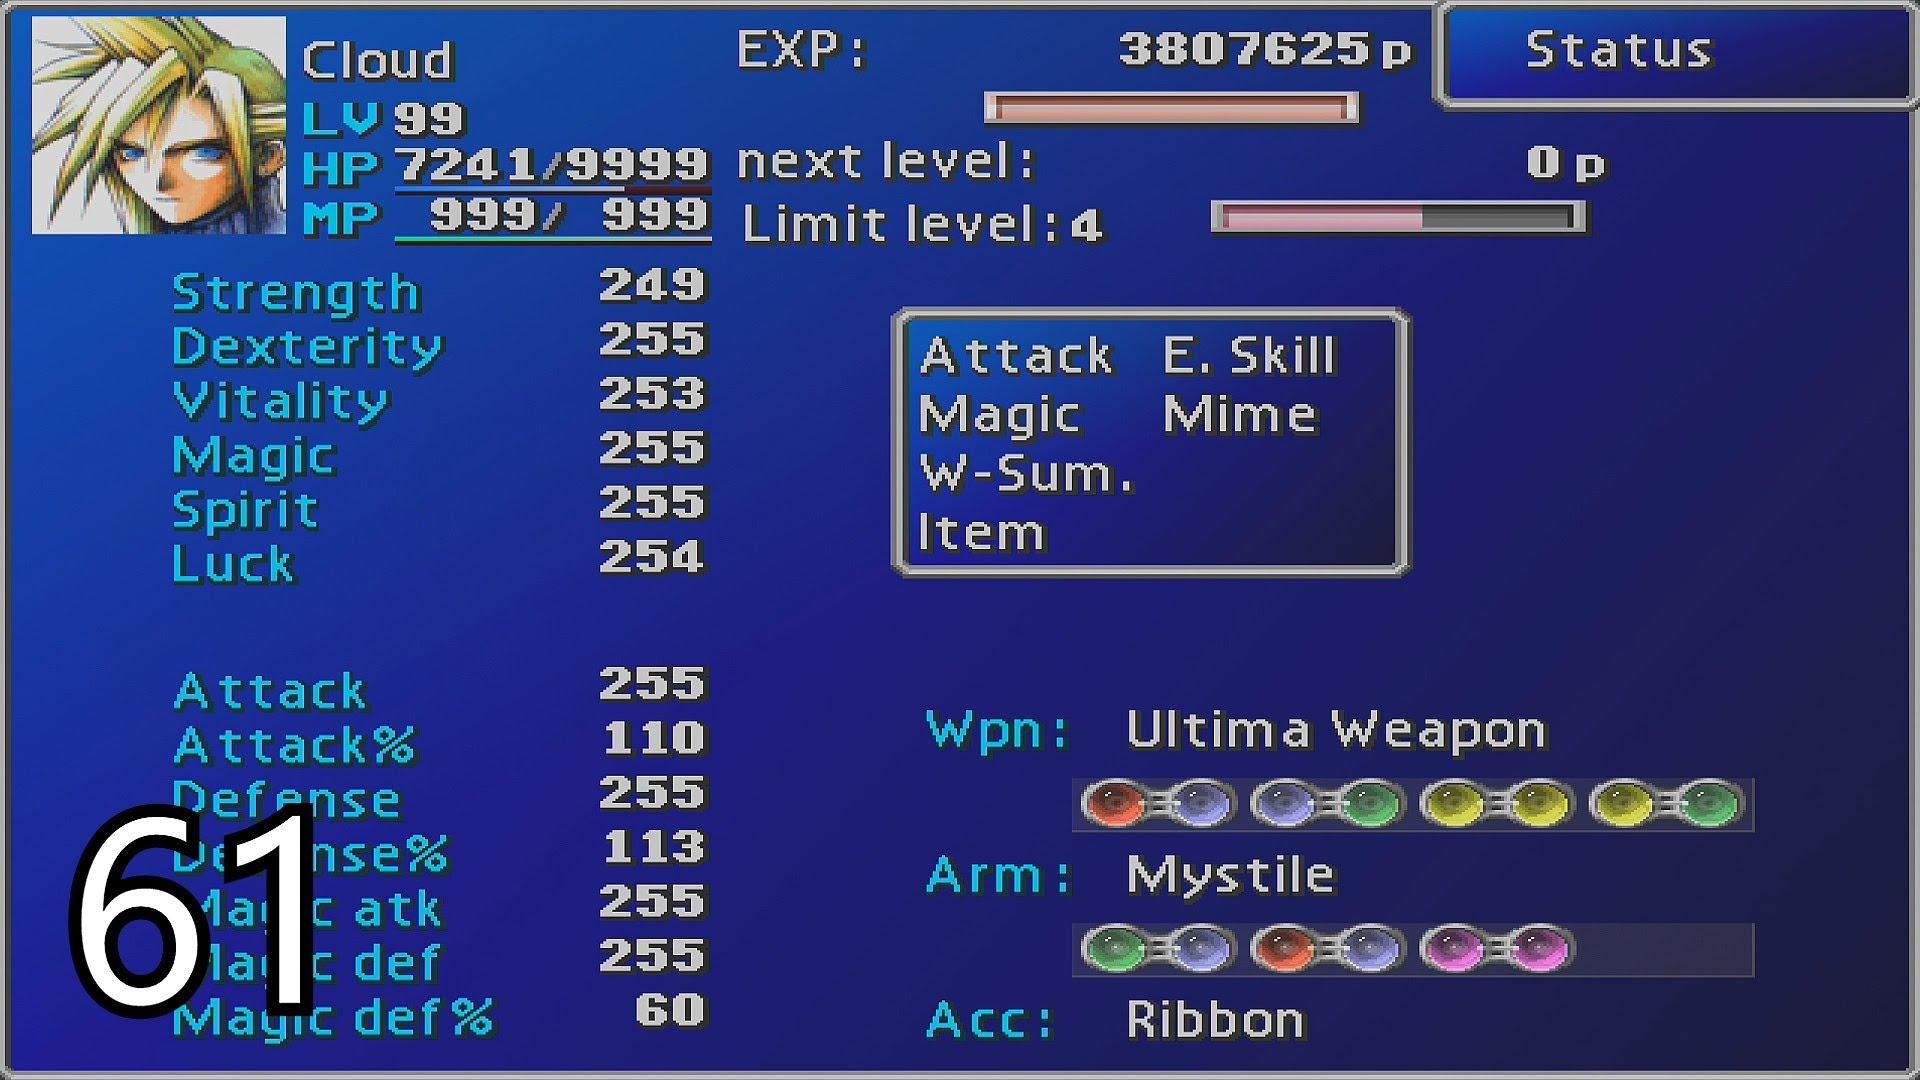 Cloud
LV 99
HP 7241/9999
MP 999/ 999
EXP: 3807625 p
next level: 0 p
Limit level: 4
Status
Strength 249
Dexterity 255
Vitality 253
Magic 255
Spirit 255
Luck 254
Attack E. Skill
Magic Mime
W-Sum.
Item
Attack 255
Attack% 110
Defense 255
Defense% 113
Magic atk 255
Magic def 255
Magic def% 60
61
Wpn: Ultima Weapon
Arm: Mystile
Acc: Ribbon